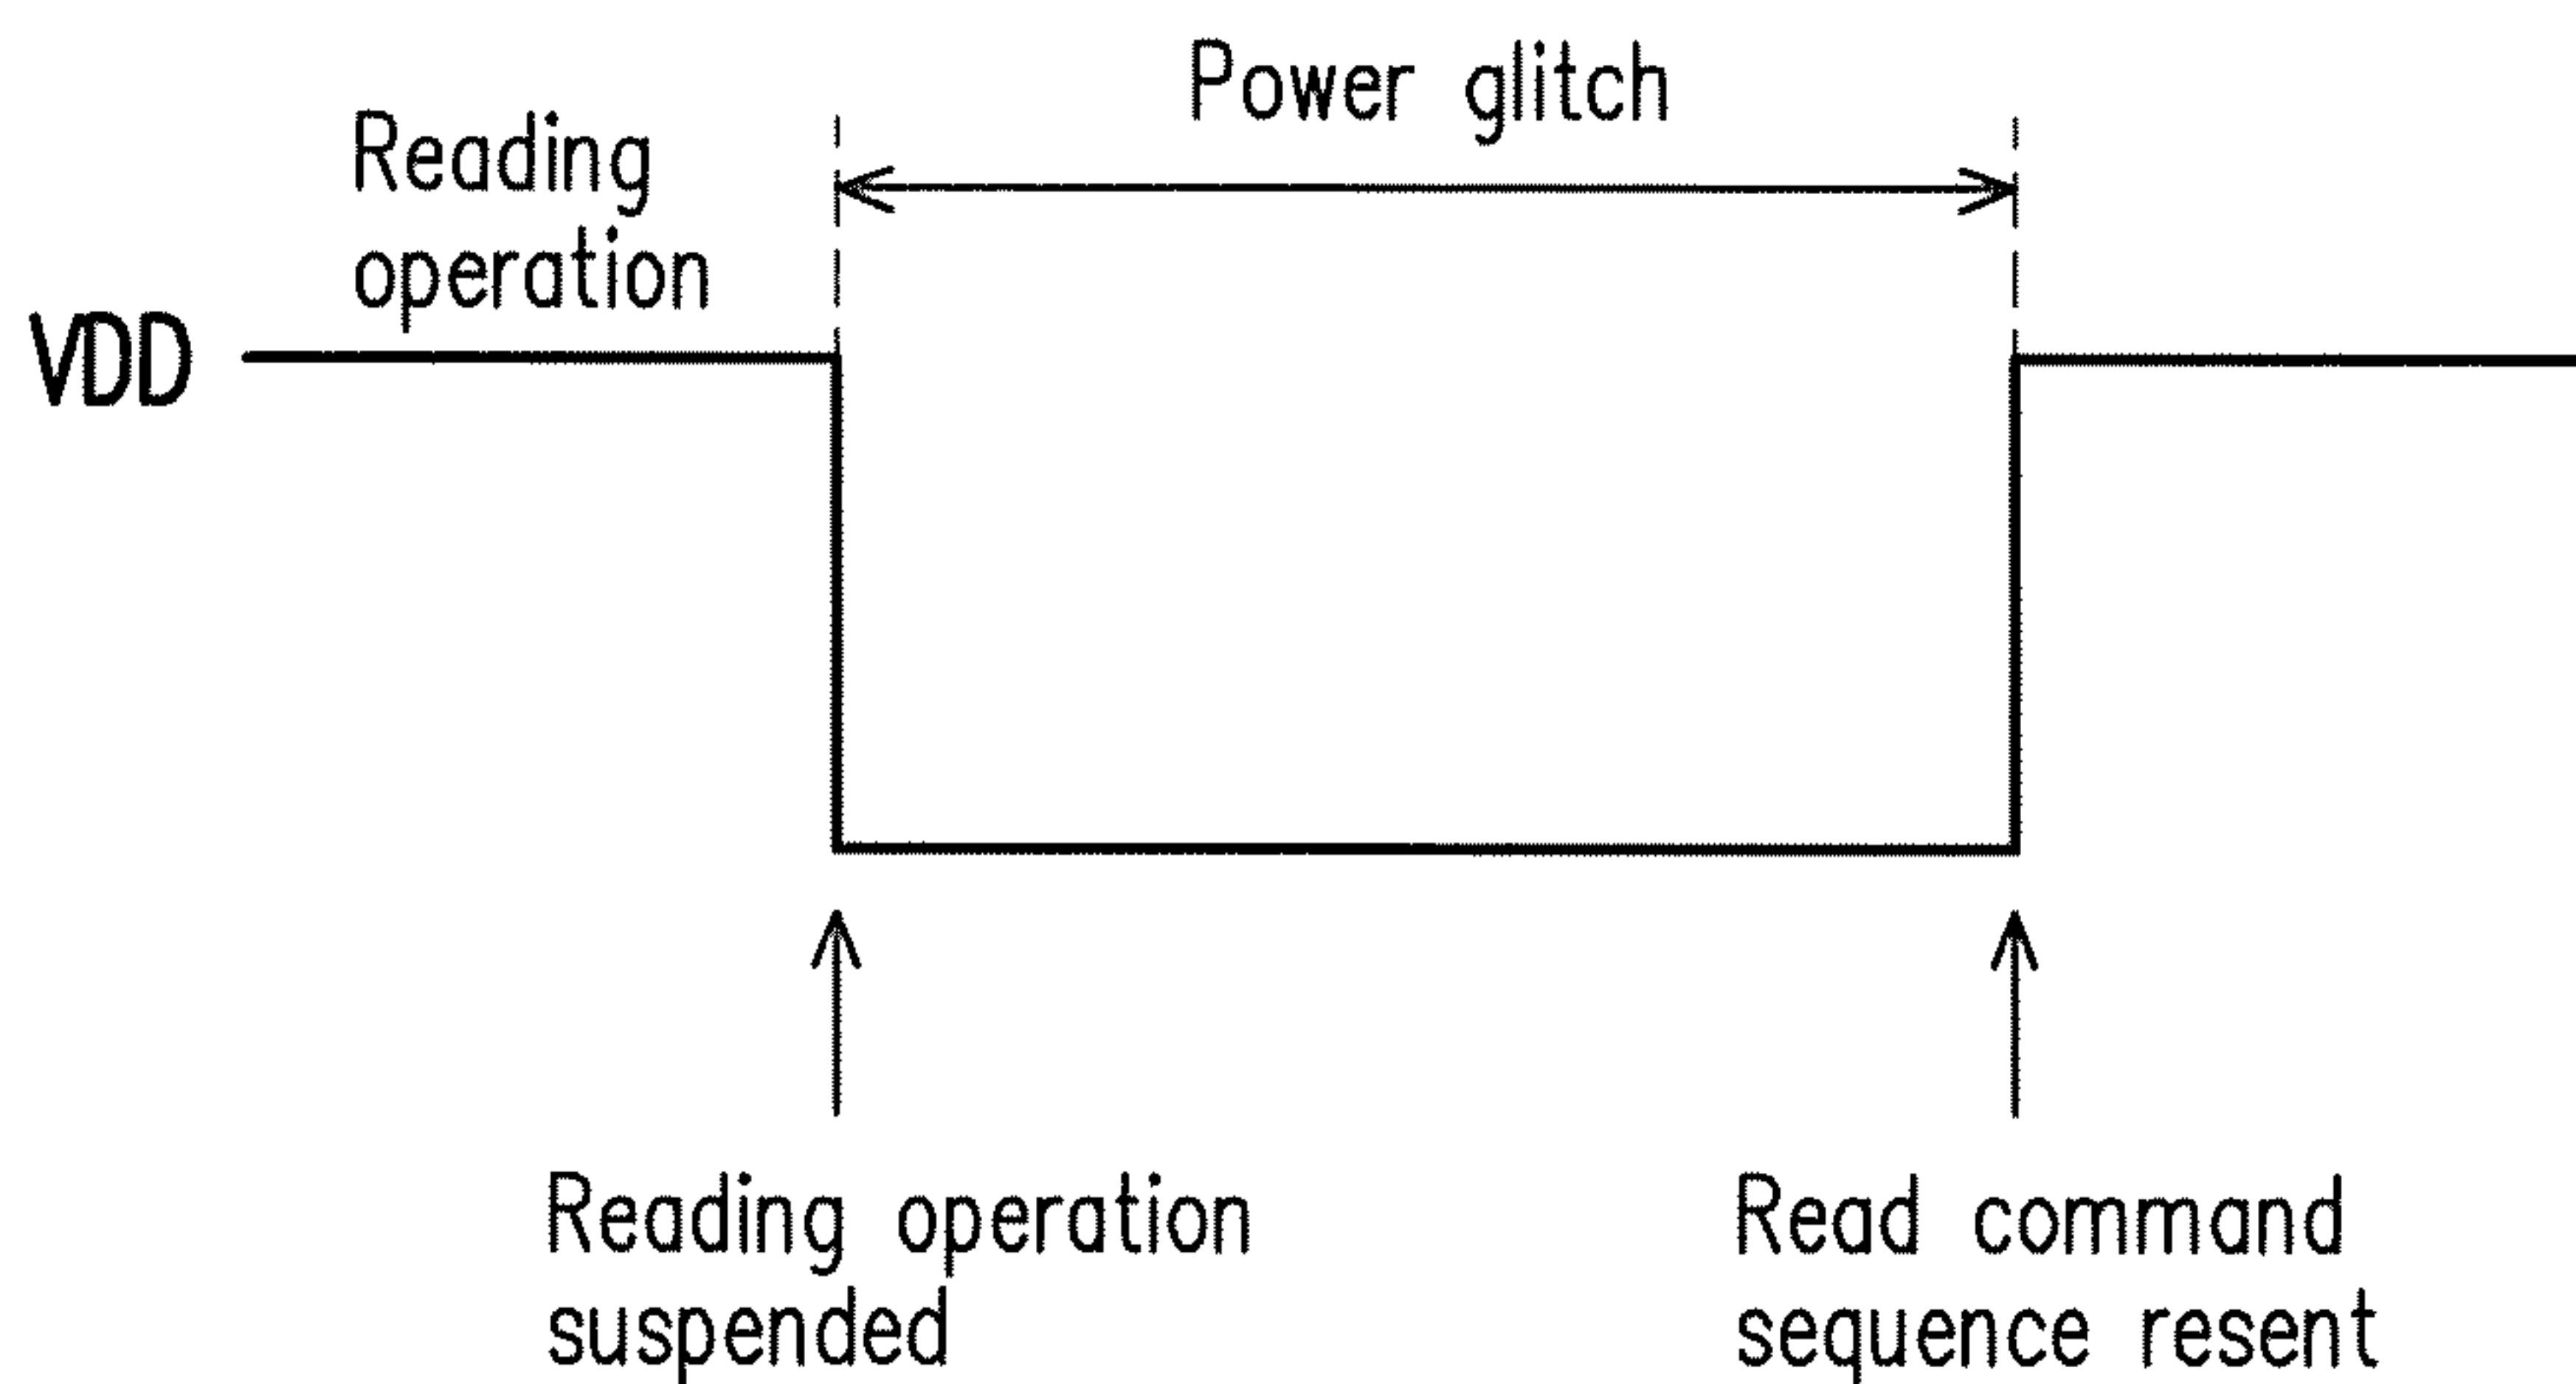 Power glitch
Reading
operation
VDD
Reading operation
suspended
Read command
sequence resent